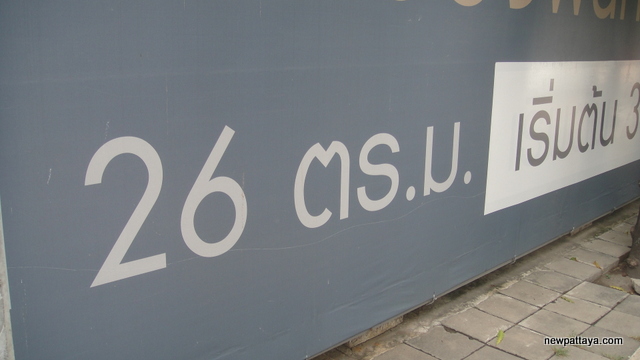 26 ตร.ม.
เริ่มต้น 3
newpattaya.com